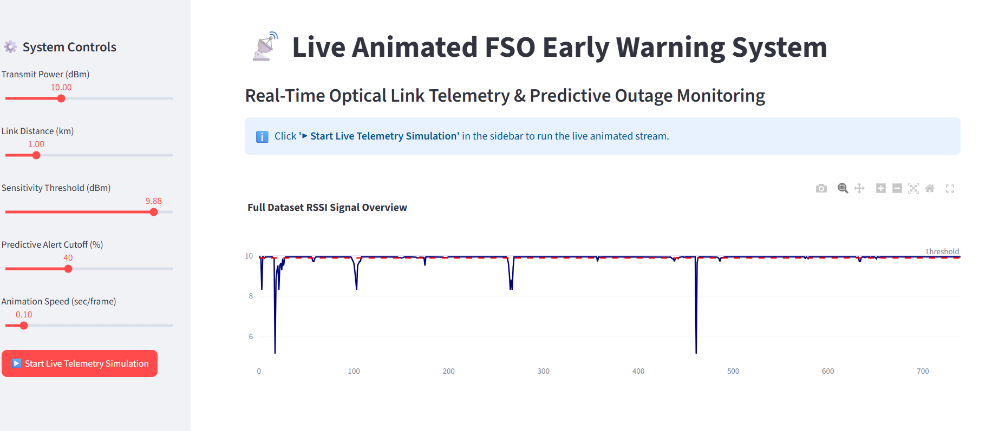 System Controls
Transmit Power (dBm)
10.00
Link Distance (km)
1.00
Sensitivity Threshold (dBm)
9.88
Predictive Alert Cutoff (%)
40
Animation Speed (sec/frame)
0.10
Start Live Telemetry Simulation
Live Animated FSO Early Warning System
Real-Time Optical Link Telemetry & Predictive Outage Monitoring
Click '▶ Start Live Telemetry Simulation' in the sidebar to run the live animated stream.
Full Dataset RSSI Signal Overview
Threshold
10
8
6
0 100 200 300 400 500 600 700